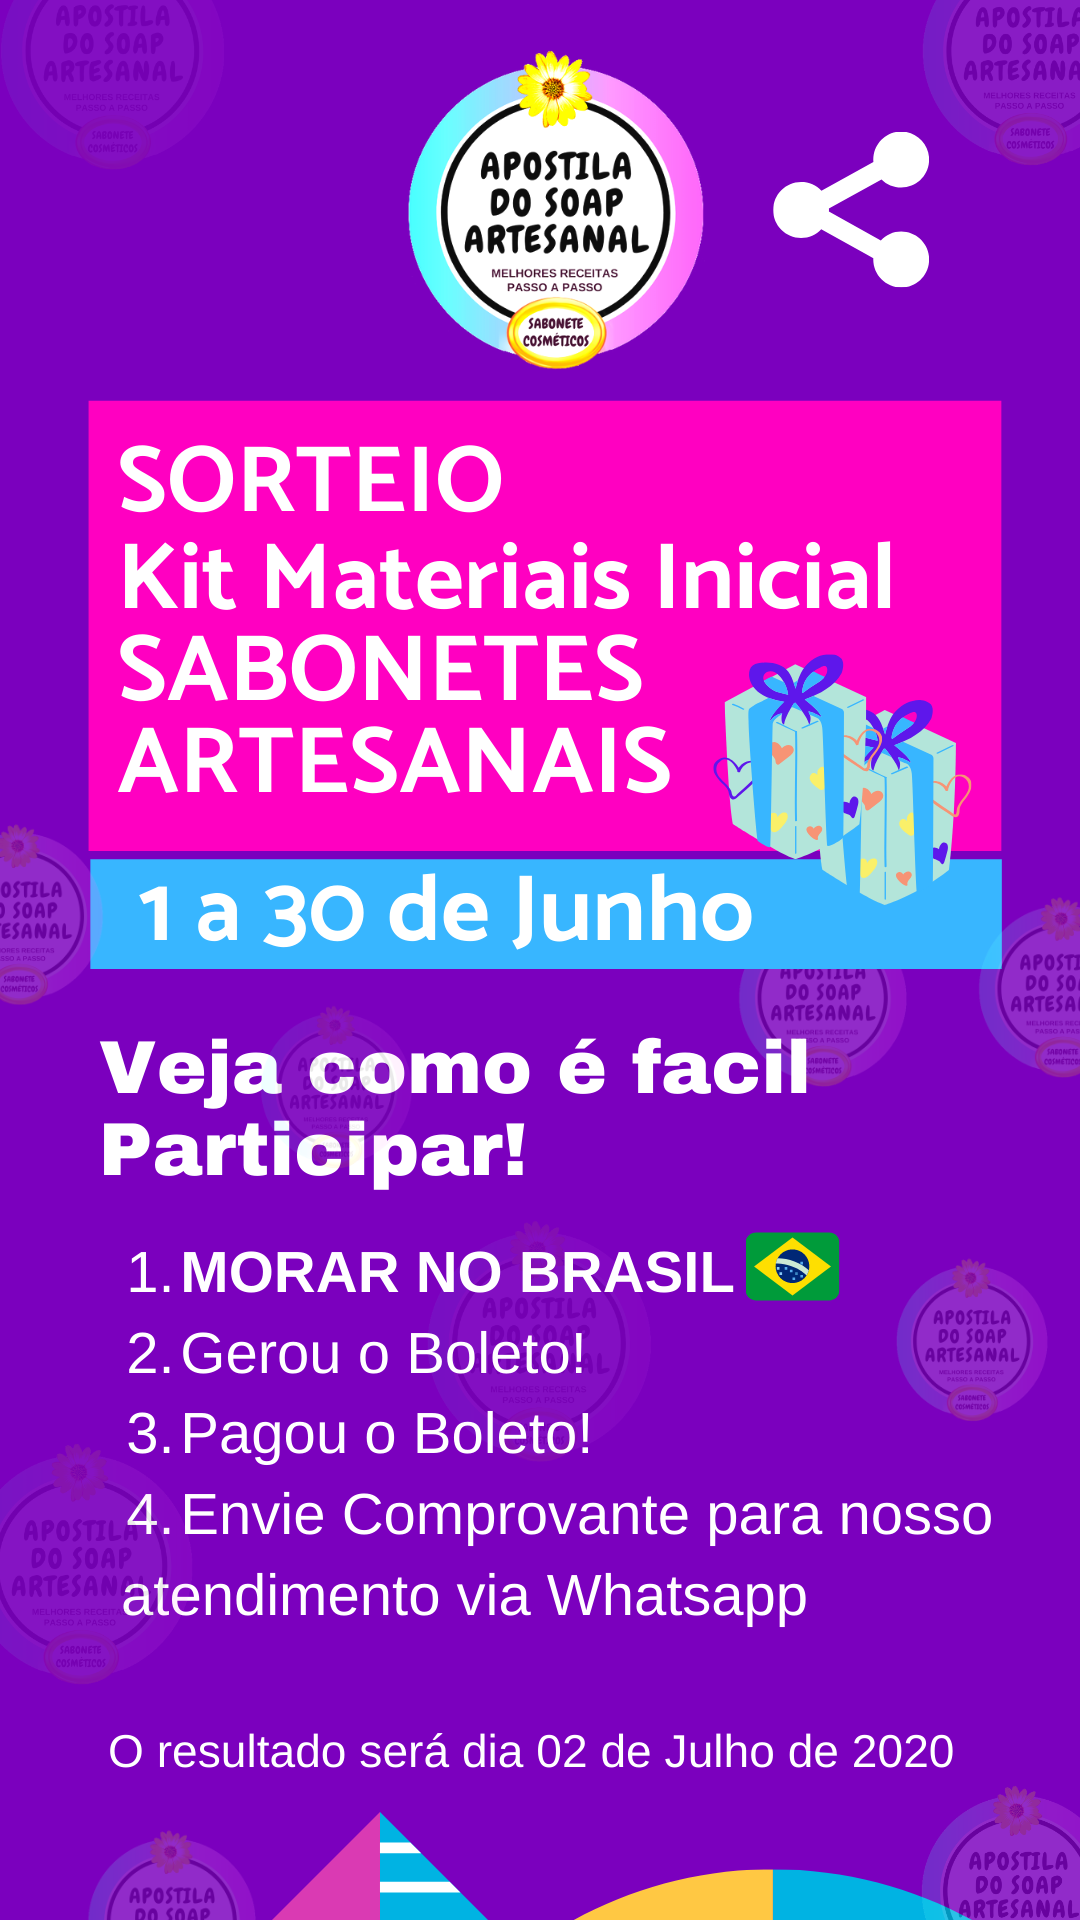 APOSTILA
DO SOAP
ARTESANAL
MELHORES RECEITAS
PASSO A PASSO
SABONETE
COSMÉTICOS
SORTEIO
Kit Materiais Inicial
SABONETES
ARTESANAIS
1 a 30 de Junho
Veja como é facil
Participar!
1. MORAR NO BRASIL
2. Gerou o Boleto!
3. Pagou o Boleto!
4. Envie Comprovante para nosso
atendimento via Whatsapp
O resultado será dia 02 de Julho de 2020